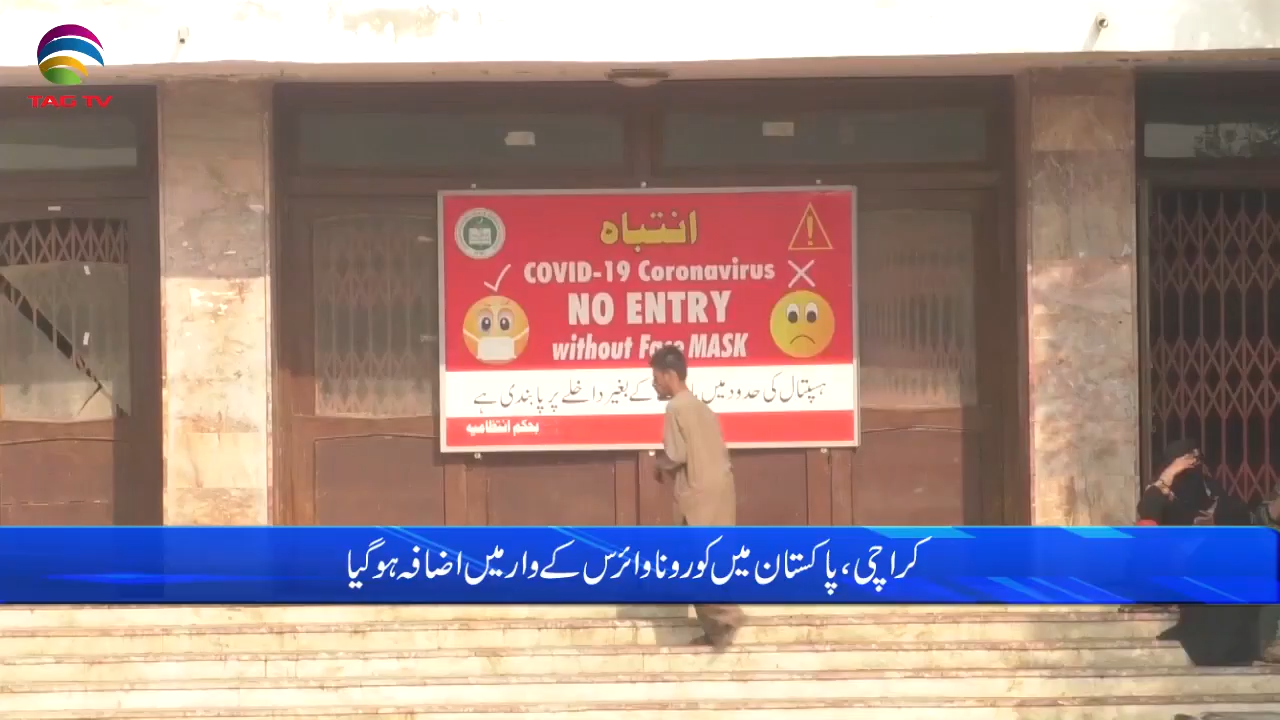 TAG TV
انتباہ
COVID-19 Coronavirus
NO ENTRY
without Face MASK
ہسپتال کی حدود میں کے بغیر داخلے پر پابندی ہے
بحکم انتظامیہ
کراچی، پاکستان میں کورونا وائرس کے وار میں اضافہ ہوگیا